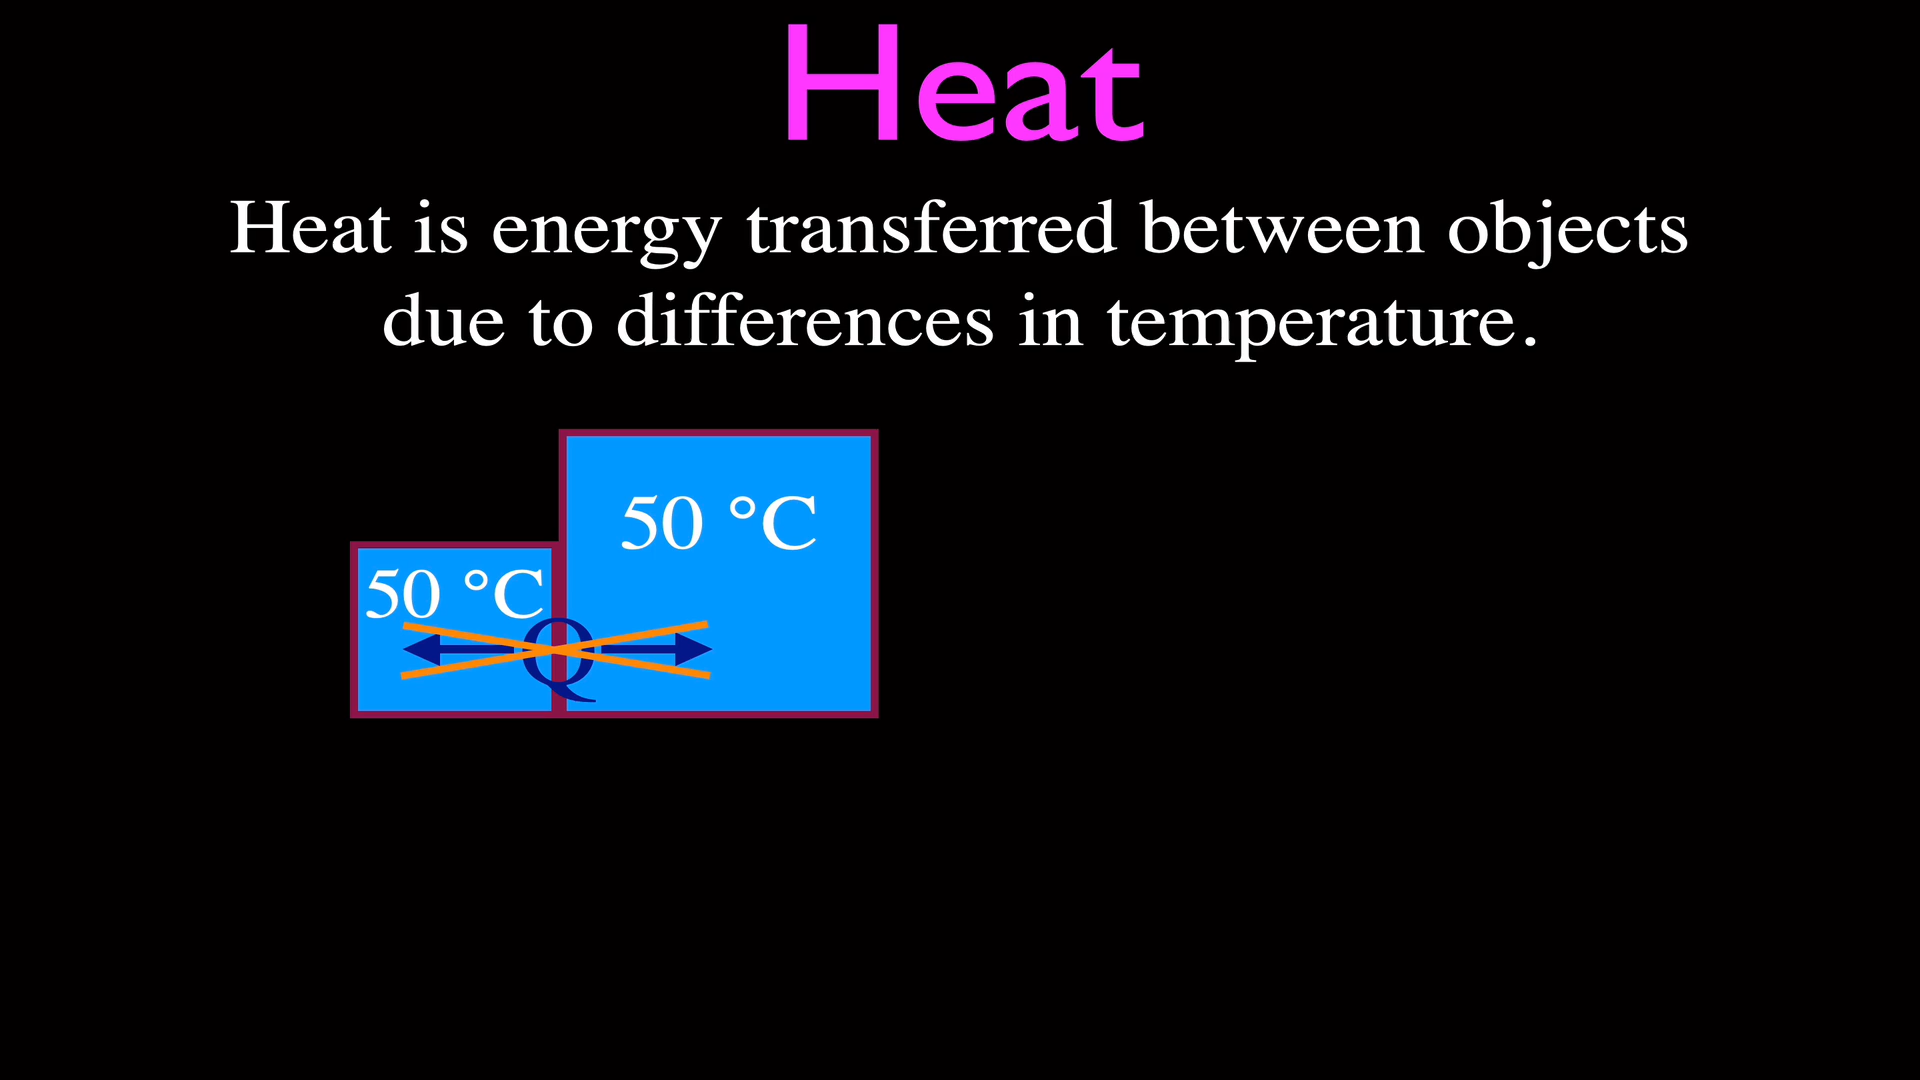 Heat
Heat is energy transferred between objects
due to differences in temperature.
50 °C
50 °C
Q